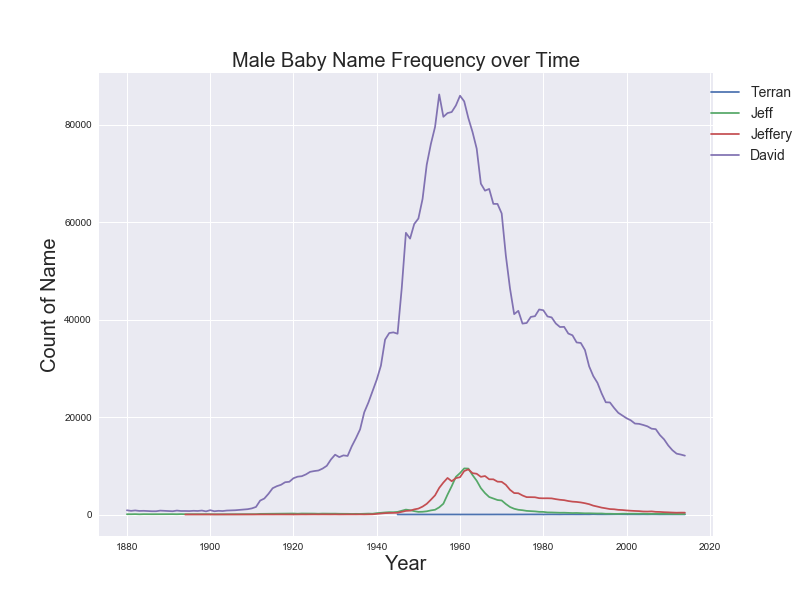 Male Baby Name Frequency over Time
Terran
Jeff
Jeffery
David
80000
60000
40000
20000
0
Count of Name
1880
1900
1920
1940
1960
1980
2000
2020
Year